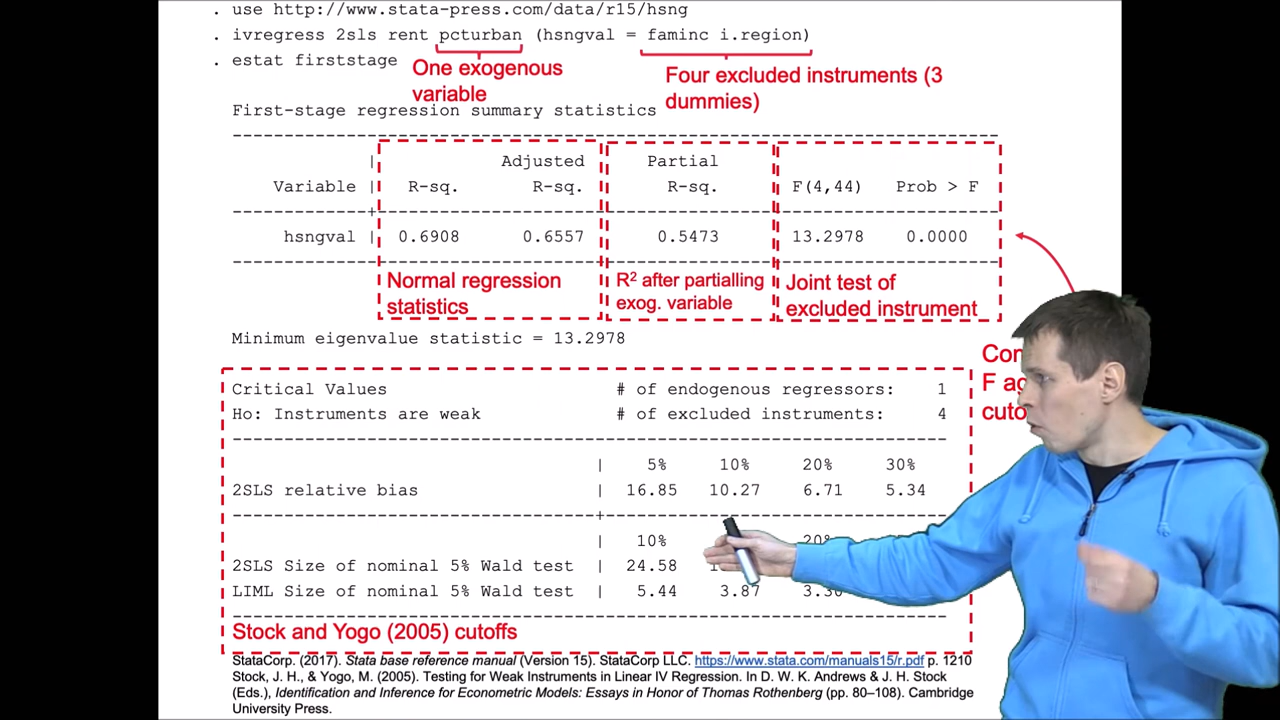 . use http://www.stata-press.com/data/r15/hsng
. ivregress 2sls rent pcturban (hsngval = faminc i.region)
. estat firststage
One exogenous
variable
Four excluded instruments (3
dummies)
First-stage regression summary statistics
| Adjusted Partial
Variable | R-sq. R-sq. R-sq. F(4,44) Prob > F
hsngval | 0.6908 0.6557 0.5473 13.2978 0.0000
Normal regression
statistics
R² after partialling
exog. variable
Joint test of
excluded instrument
Minimum eigenvalue statistic = 13.2978
F
Critical Values # of endogenous regressors: 1
Ho: Instruments are weak # of excluded instruments: 4
| 5% 10% 20% 30%
2SLS relative bias | 16.85 10.27 6.71 5.34
| 10% 20%
2SLS Size of nominal 5% Wald test | 24.58
LIML Size of nominal 5% Wald test | 5.44 3.87
Stock and Yogo (2005) cutoffs
StataCorp. (2017). Stata base reference manual (Version 15). StataCorp LLC. https://www.stata.com/manuals15/r.pdf p. 1210
Stock, J. H., & Yogo, M. (2005). Testing for Weak Instruments in Linear IV Regression. In D. W. K. Andrews & J. H. Stock
(Eds.), Identification and Inference for Econometric Models: Essays in Honor of Thomas Rothenberg (pp. 80–108). Cambridge
University Press.